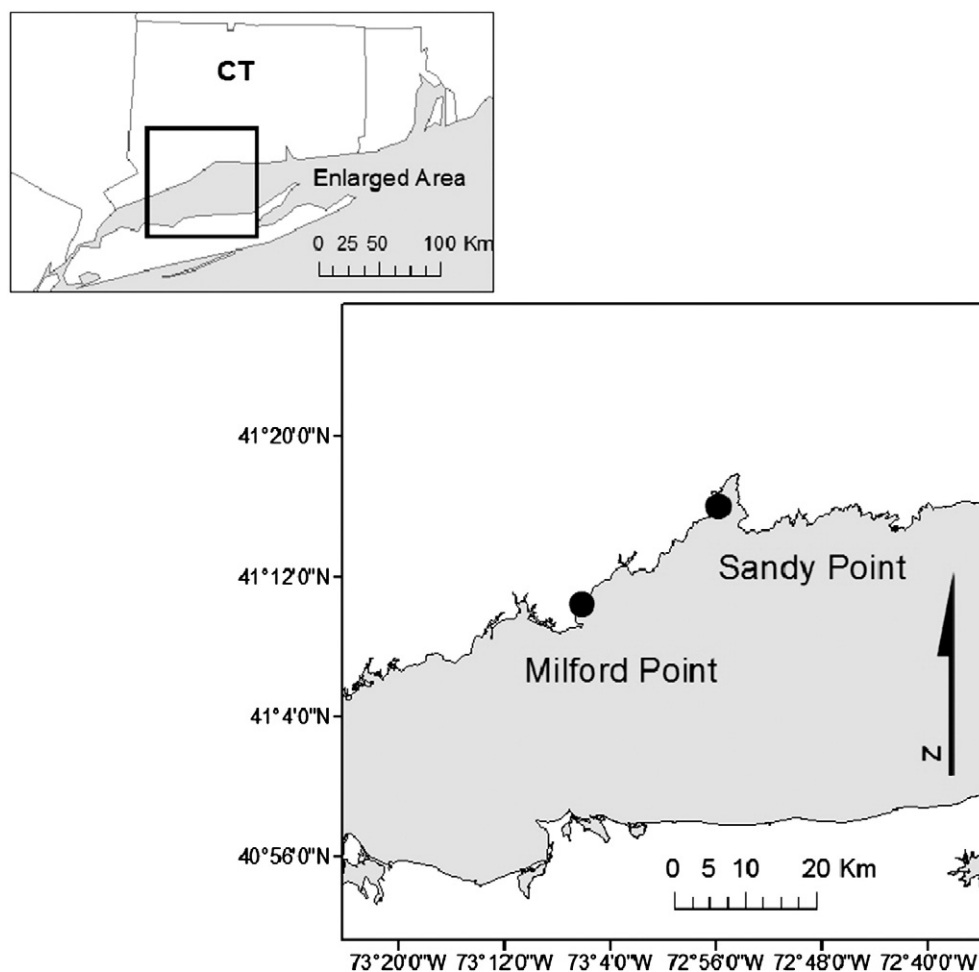 CT
Enlarged Area
0 25 50 100 Km
41°20'0"N
Sandy Point
41°12'0"N
Milford Point
41°4'0"N
N
40°56'0"N
0 5 10 20 Km
73°20'0"W 73°12'0"W 73°4'0"W 72°56'0"W 72°48'0"W 72°40'0"W